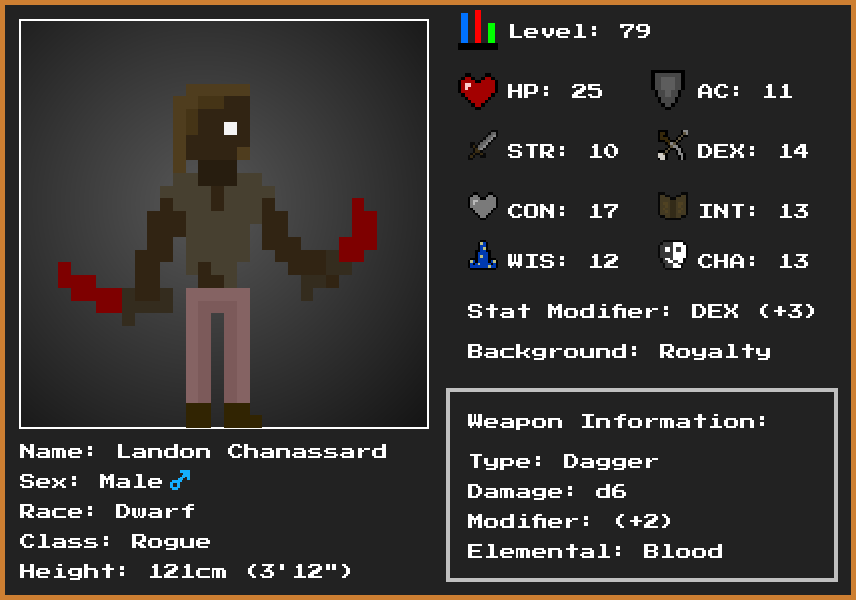 Level: 79
HP: 25 AC: 11
STR: 10 DEX: 14
CON: 17 INT: 13
WIS: 12 CHA: 13
Stat Modifier: DEX (+3)
Background: Royalty
Weapon Information:
Type: Dagger
Damage: d6
Modifier: (+2)
Elemental: Blood
Name: Landon Chanassard
Sex: Male♂
Race: Dwarf
Class: Rogue
Height: 121cm (3'12")